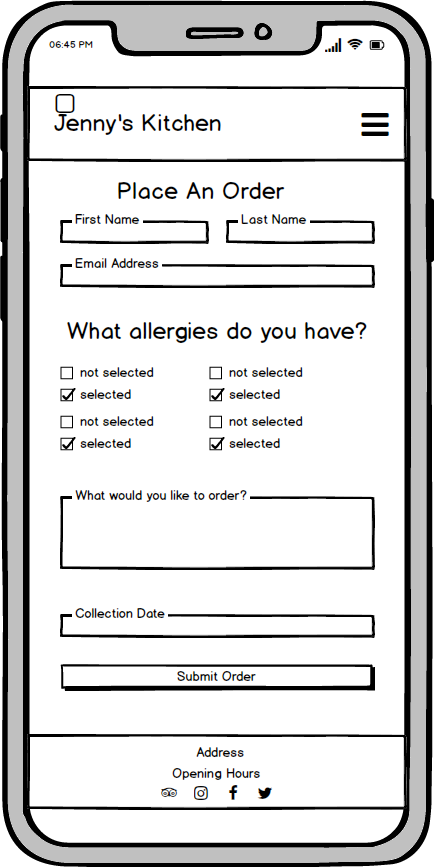 06:45 PM
Jenny's Kitchen
Place An Order
First Name Last Name
Email Address
What allergies do you have?
not selected not selected
selected selected
not selected not selected
selected selected
What would you like to order?
Collection Date
Submit Order
Address
Opening Hours